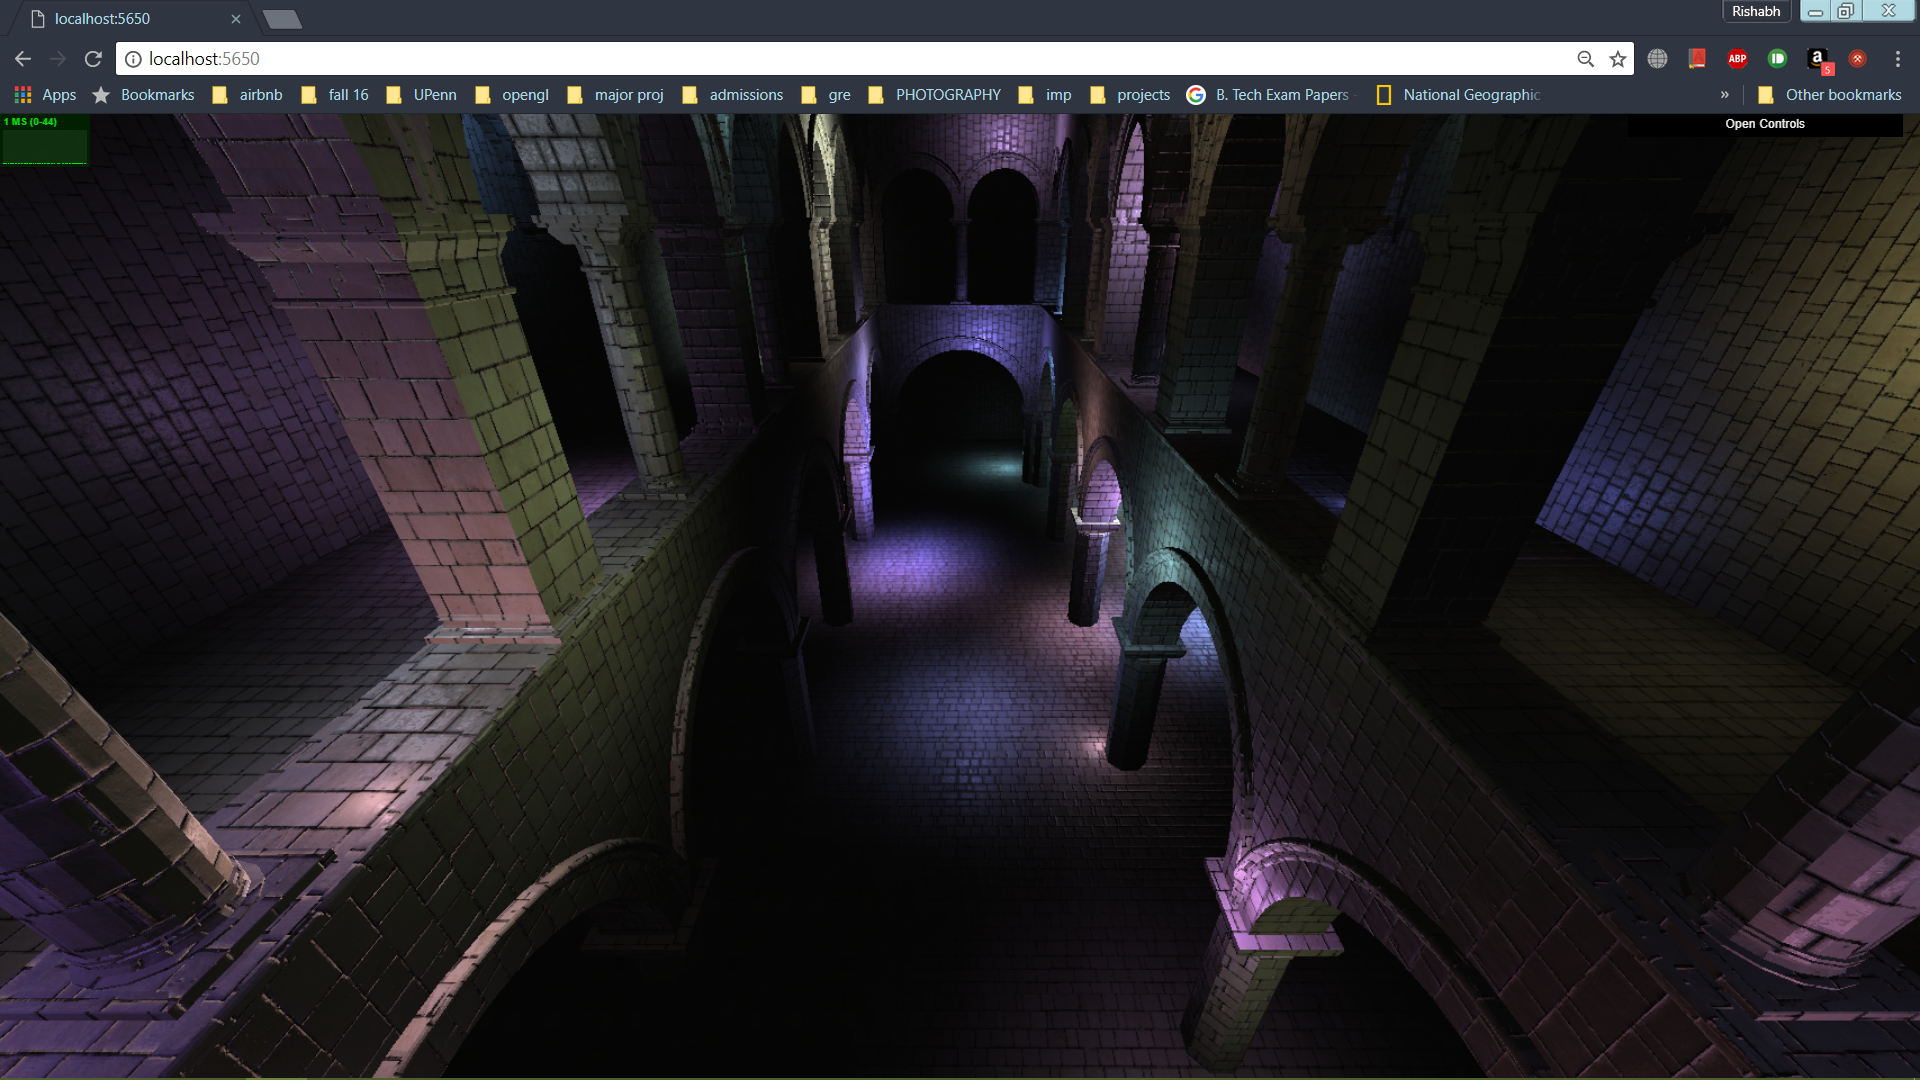 localhost:5650
Rishabh
localhost:5650
ABP
a
5
Apps Bookmarks airbnb fall 16 UPenn opengl major proj admissions gre PHOTOGRAPHY imp projects G B. Tech Exam Papers National Geographic » Other bookmarks
1 MS (0-44)
Open Controls